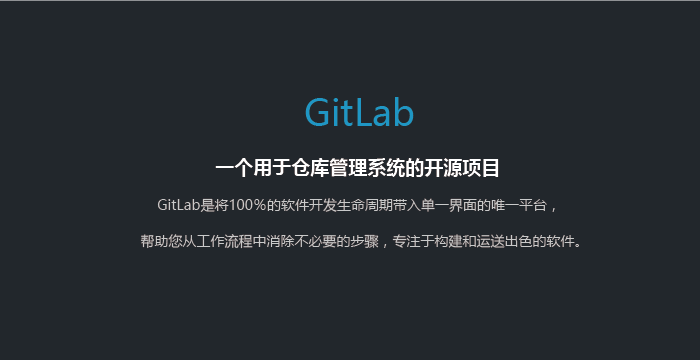 GitLab
一个用于仓库管理系统的开源项目
GitLab是将100%的软件开发生命周期带入单一界面的唯一平台，
帮助您从工作流程中消除不必要的步骤，专注于构建和运送出色的软件。